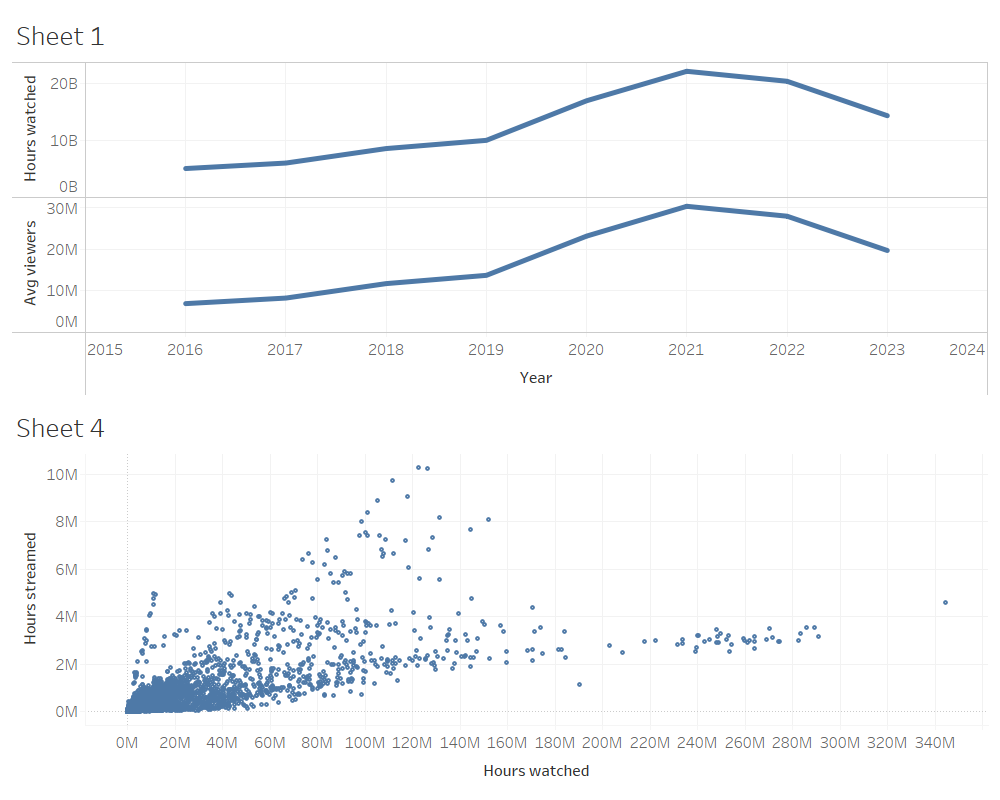 Sheet 1
Hours watched
20B
10B
0B
Avg viewers
30M
20M
10M
0M
2015 2016 2017 2018 2019 2020 2021 2022 2023 2024
Year
Sheet 4
Hours streamed
10M
8M
6M
4M
2M
0M
0M 20M 40M 60M 80M 100M 120M 140M 160M 180M 200M 220M 240M 260M 280M 300M 320M 340M
Hours watched